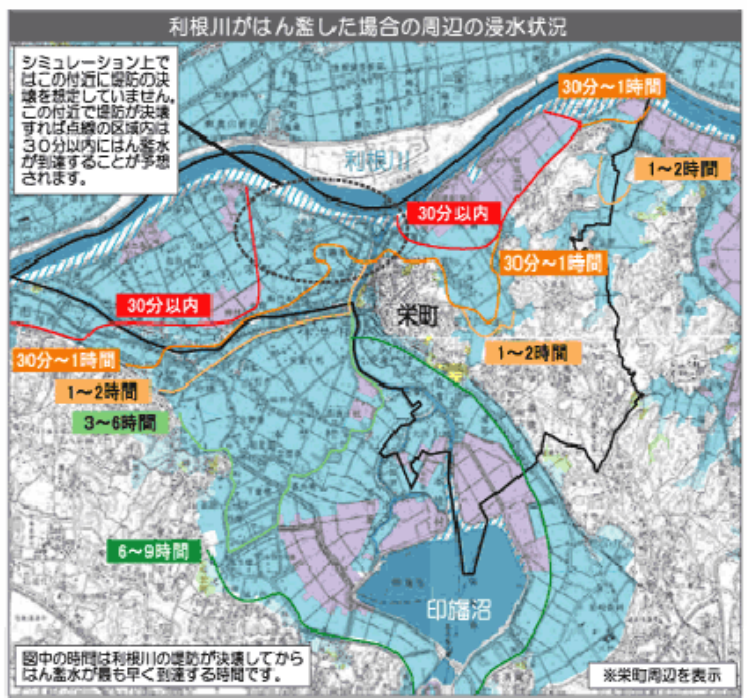 利根川がはん濫した場合の周辺の浸水状況
シミュレーション上で
はこの付近に堤防の決
壊を想定していません。
この付近で堤防が決壊
すれば点線の区域内は
30分以内にはん濫水
が到達することが予想
されます。
30分〜1時間
利根川
1〜2時間
30分以内
30分〜1時間
30分以内
栄町
30分〜1時間
1〜2時間
1〜2時間
3〜6時間
6〜9時間
印旛沼
図中の時間は利根川の堤防が決壊してから
はん濫水が最も早く到達する時間です。
※栄町周辺を表示